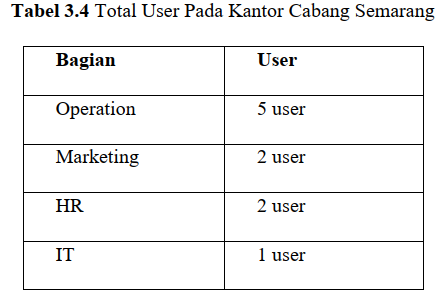 Tabel 3.4 Total User Pada Kantor Cabang Semarang
Bagian User
Operation 5 user
Marketing 2 user
HR 2 user
IT 1 user